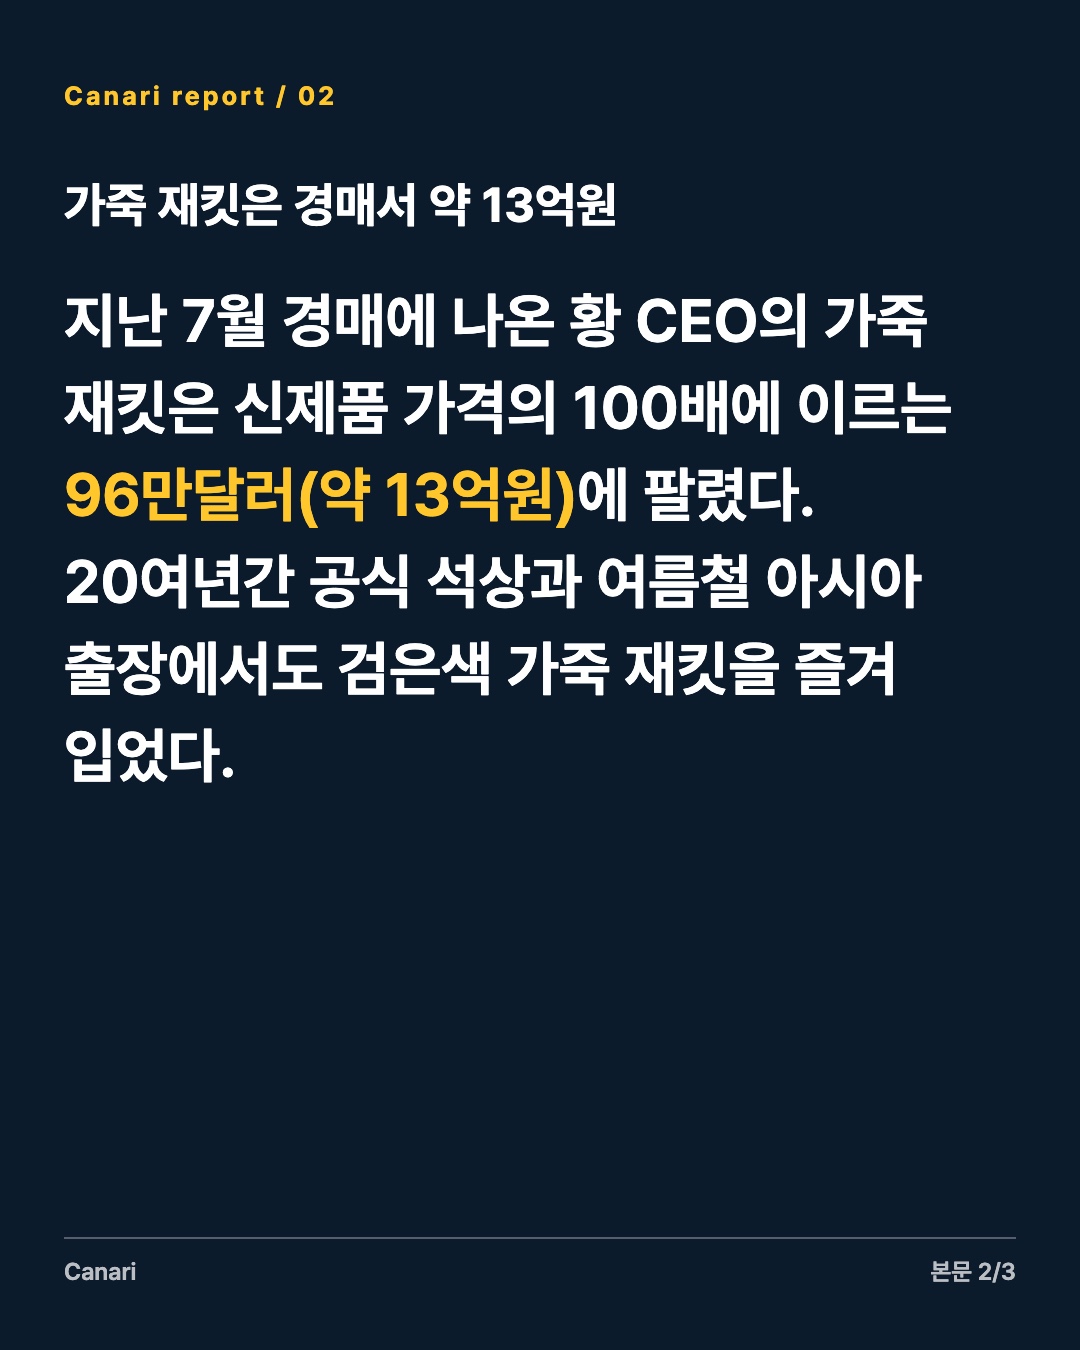 Canari report / 02
가죽 재킷은 경매서 약 13억원
지난 7월 경매에 나온 황 CEO의 가죽
재킷은 신제품 가격의 100배에 이르는
96만달러(약 13억원)에 팔렸다.
20여년간 공식 석상과 여름철 아시아
출장에서도 검은색 가죽 재킷을 즐겨
입었다.
Canari
본문 2/3